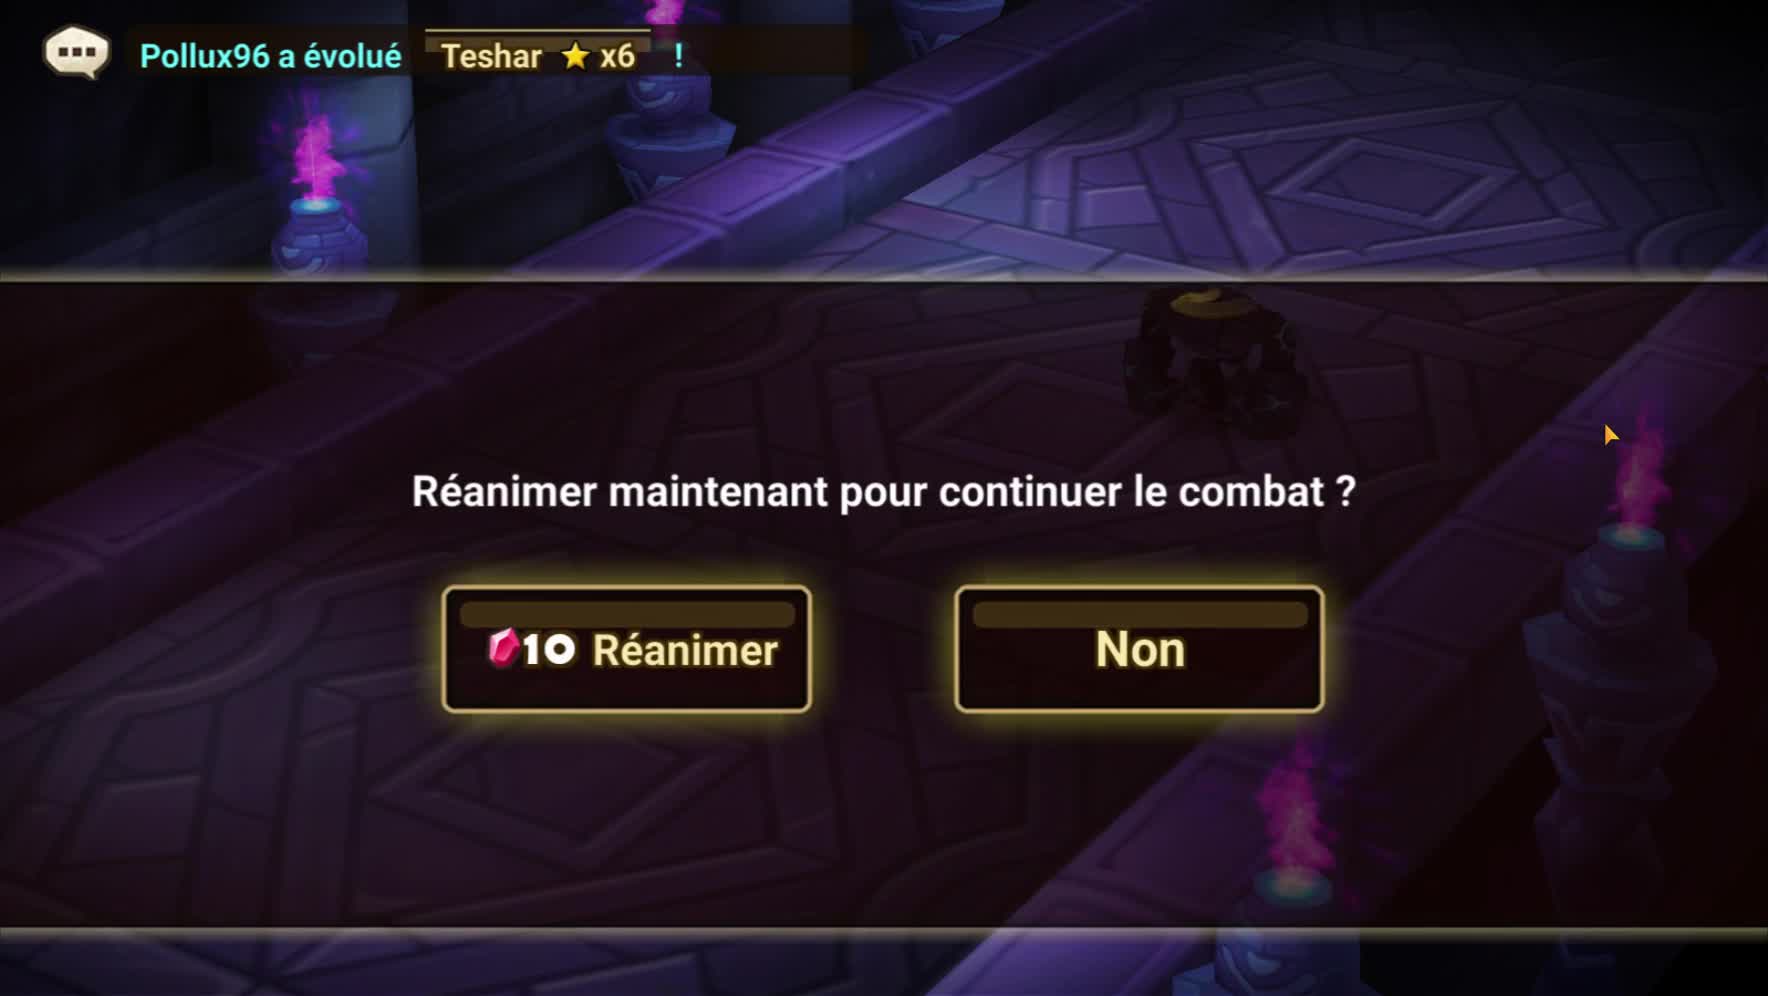 Pollux96 a évolué Teshar ⭐ x6 !
Réanimer maintenant pour continuer le combat ?
10 Réanimer
Non